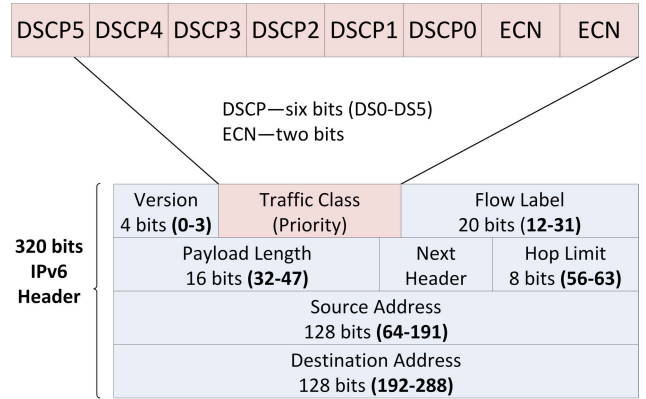 DSCP5 DSCP4 DSCP3 DSCP2 DSCP1 DSCP0 ECN ECN
DSCP—six bits (DS0-DS5)
ECN—two bits
320 bits
IPv6
Header
Version
4 bits (0-3)
Traffic Class
(Priority)
Flow Label
20 bits (12-31)
Payload Length
16 bits (32-47)
Next
Header
Hop Limit
8 bits (56-63)
Source Address
128 bits (64-191)
Destination Address
128 bits (192-288)